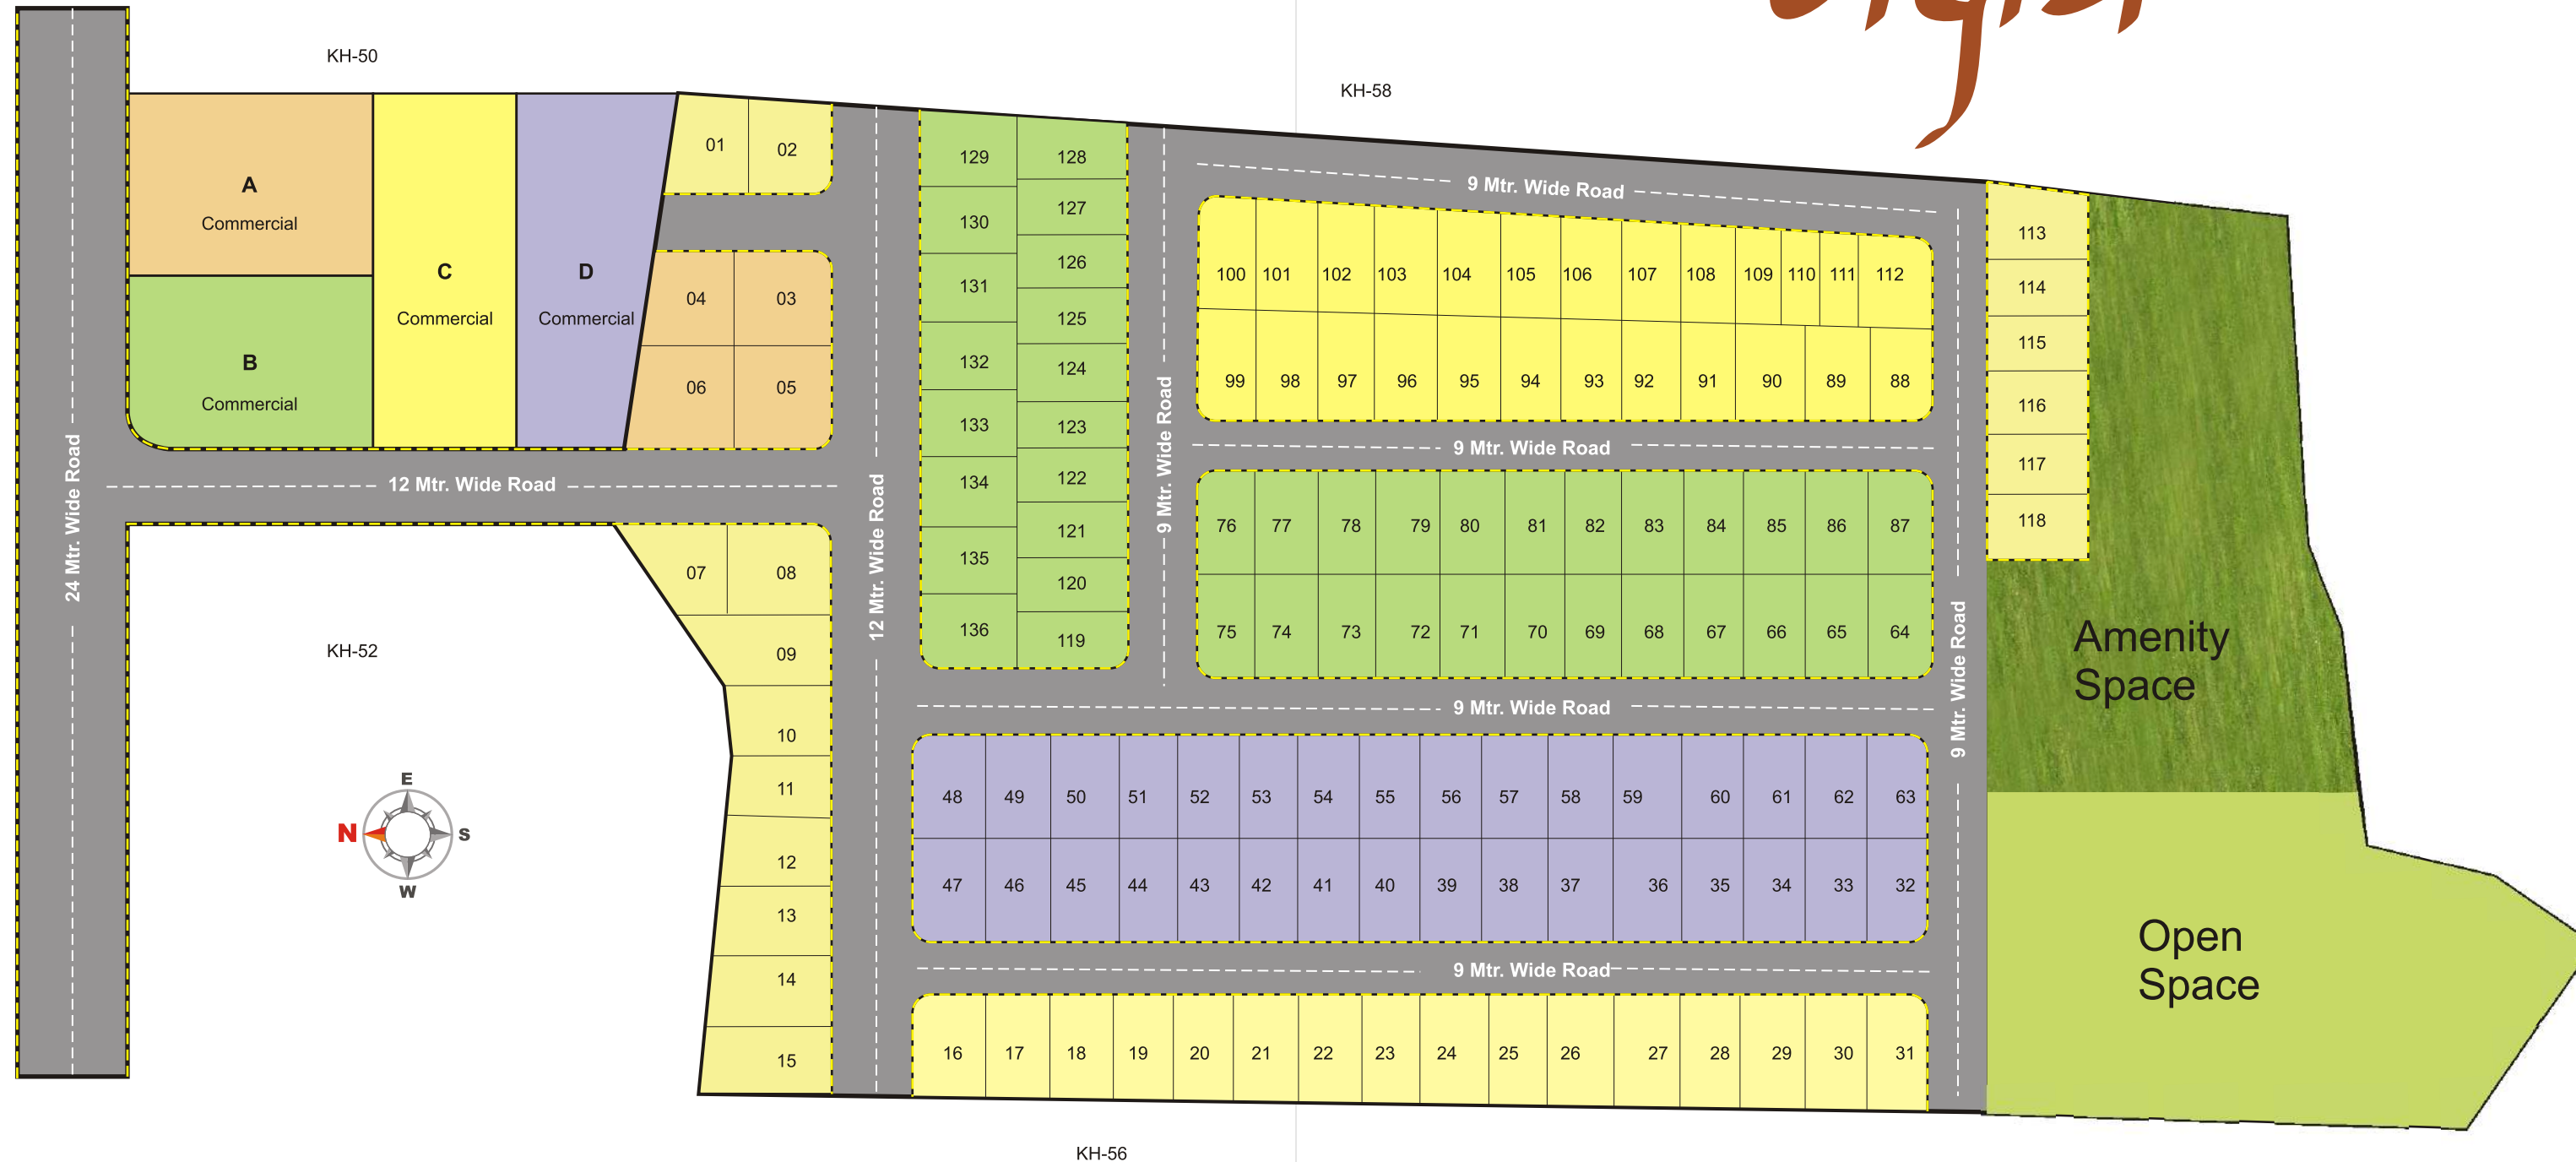 KH-50
KH-58
A
Commercial
B
Commercial
C
Commercial
D
Commercial
01
02
04
03
06
05
24 Mtr. Wide Road
12 Mtr. Wide Road
12 Mtr. Wide Road
07
08
09
10
11
12
13
14
15
KH-52
E
N
S
W
129
128
130
127
131
126
125
132
124
133
123
134
122
121
135
120
136
119
9 Mtr. Wide Road
9 Mtr. Wide Road
100 101 102 103 104 105 106 107 108 109 110 111 112
99 98 97 96 95 94 93 92 91 90 89 88
9 Mtr. Wide Road
76 77 78 79 80 81 82 83 84 85 86 87
75 74 73 72 71 70 69 68 67 66 65 64
9 Mtr. Wide Road
48 49 50 51 52 53 54 55 56 57 58 59 60 61 62 63
47 46 45 44 43 42 41 40 39 38 37 36 35 34 33 32
9 Mtr. Wide Road
16 17 18 19 20 21 22 23 24 25 26 27 28 29 30 31
9 Mtr. Wide Road
113
114
115
116
117
118
Amenity
Space
Open
Space
KH-56